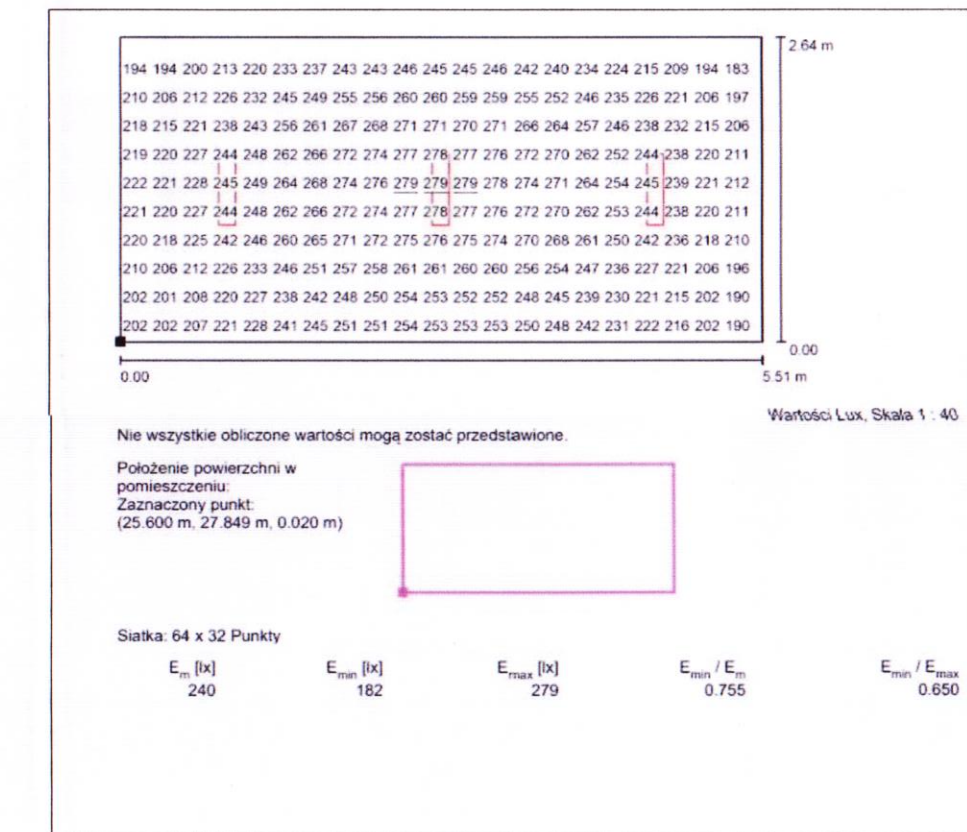 2.64 m
194 194 200 213 220 233 237 243 243 246 245 245 246 242 240 234 224 215 209 194 183
210 206 212 226 232 245 249 255 256 260 260 259 259 255 252 246 235 226 221 206 197
218 215 221 238 243 256 261 267 268 271 271 270 271 266 264 257 246 238 232 215 206
219 220 227 244 248 262 266 272 274 277 278 277 276 272 270 262 252 244 238 220 211
222 221 228 245 249 264 268 274 276 279 279 279 278 274 271 264 254 245 239 221 212
221 220 227 244 248 262 266 272 274 277 278 277 276 272 270 262 253 244 238 220 211
220 218 225 242 246 260 265 271 272 275 276 275 274 270 268 261 250 242 236 218 210
210 206 212 226 233 246 251 257 258 261 261 260 260 256 254 247 236 227 221 206 196
202 201 208 220 227 238 242 248 250 254 253 252 252 248 245 239 230 221 215 202 190
202 202 207 221 228 241 245 251 251 254 253 253 253 250 248 242 231 222 216 202 190
0.00
0.00 5.51 m
Wartości Lux, Skala 1 : 40
Nie wszystkie obliczone wartości mogą zostać przedstawione.
Położenie powierzchni w
pomieszczeniu:
Zaznaczony punkt:
(25.600 m, 27.849 m, 0.020 m)
Siatka: 64 x 32 Punkty
Em [lx] Emin [lx] Emax [lx] Emin / Em Emin / Emax
240 182 279 0.755 0.650